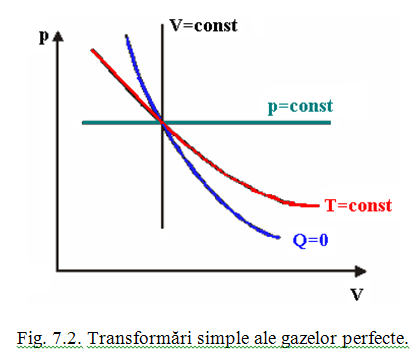 V=const
p
p=const
T=const
Q=0
V
Fig. 7.2. Transformări simple ale gazelor perfecte.